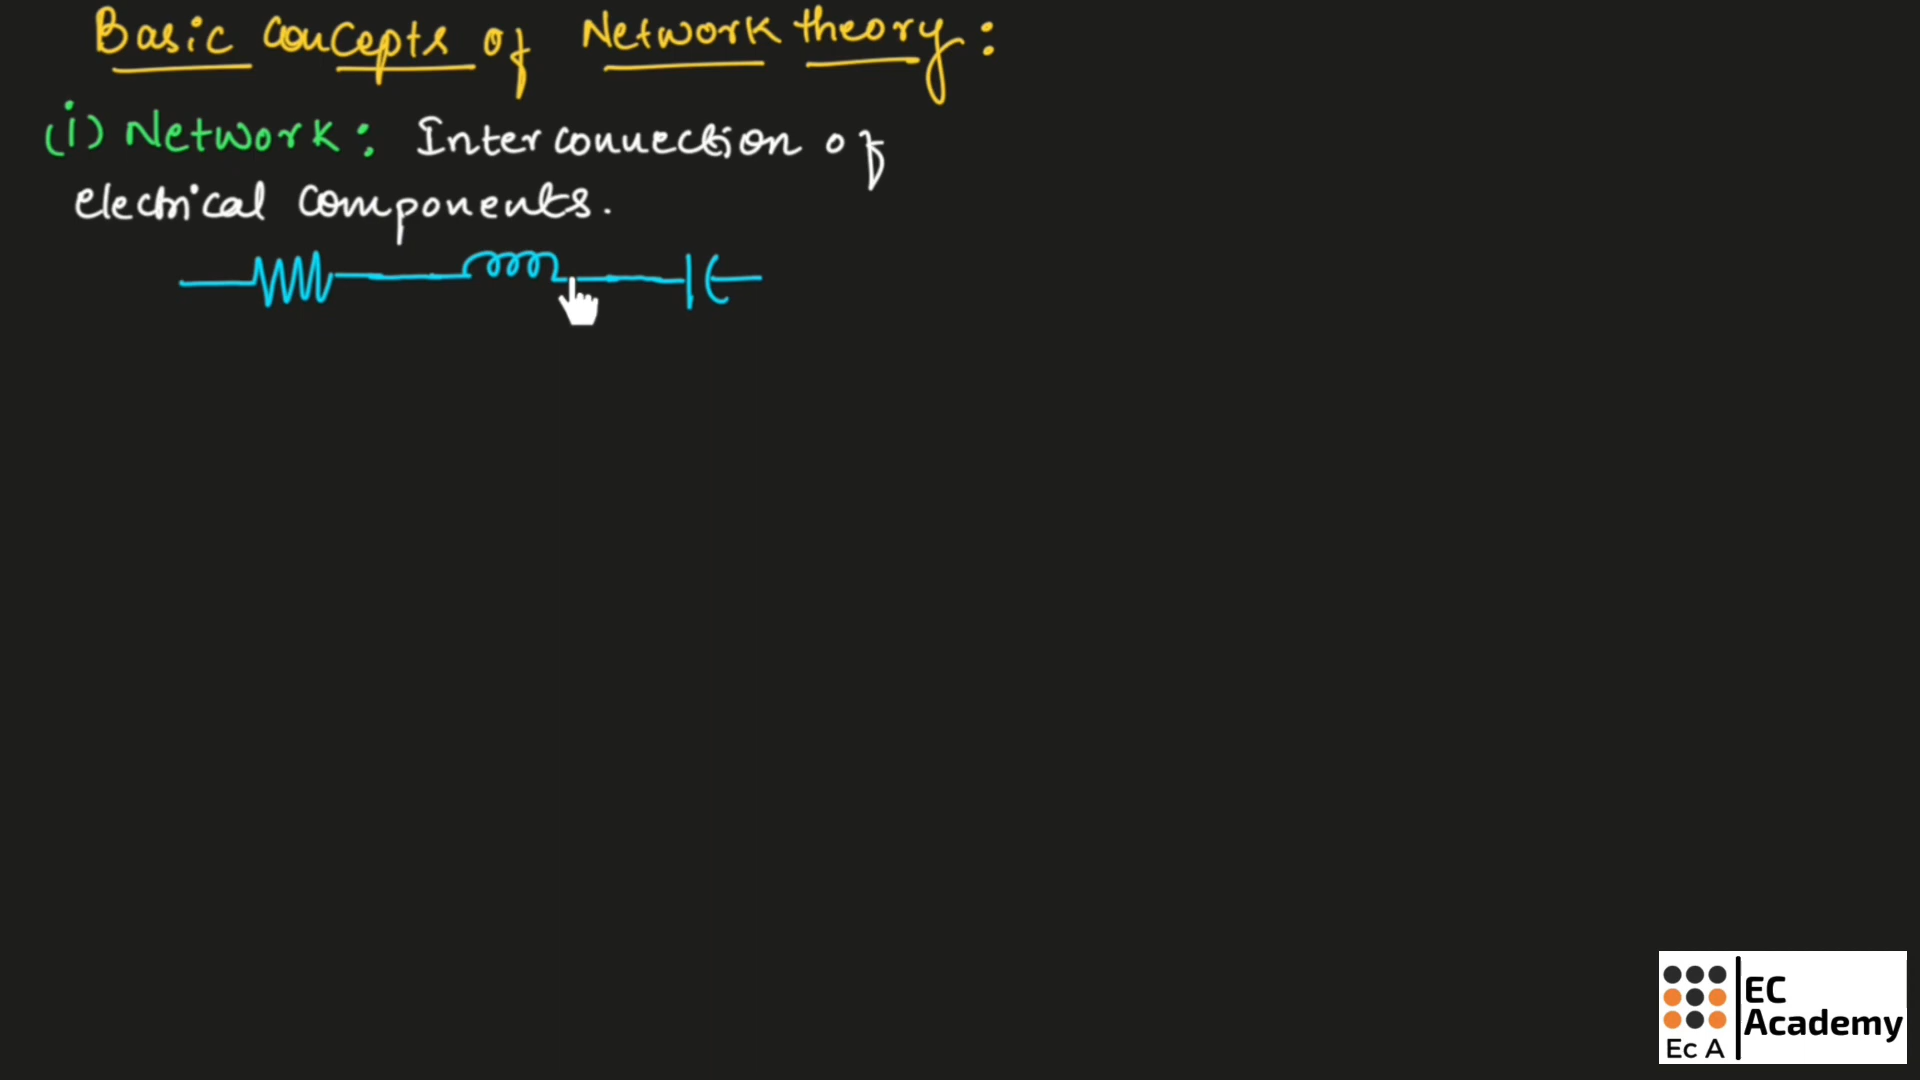 Basic Concepts of Network theory:
(i) Network: Interconnection of
electrical Components.
EC
Academy
Ec A